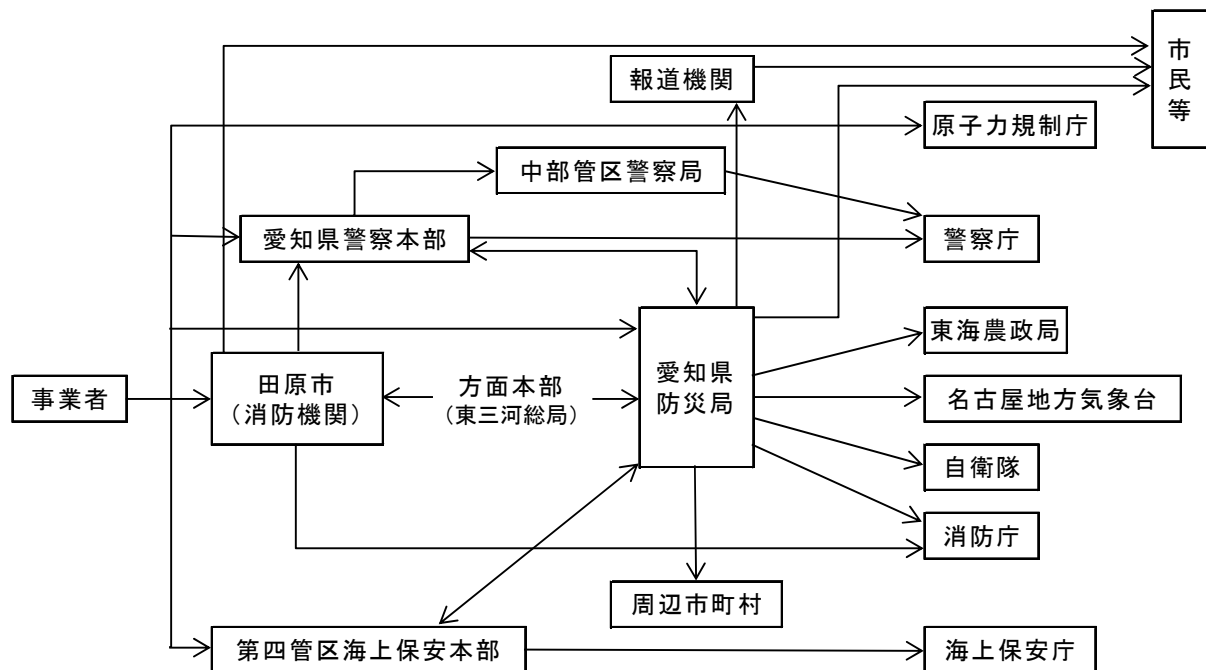 市民等
報道機関
原子力規制庁
中部管区警察局
愛知県警察本部
警察庁
東海農政局
事業者
田原市
（消防機関）
方面本部
（東三河総局）
愛知県
防災局
名古屋地方気象台
自衛隊
消防庁
周辺市町村
第四管区海上保安本部
海上保安庁